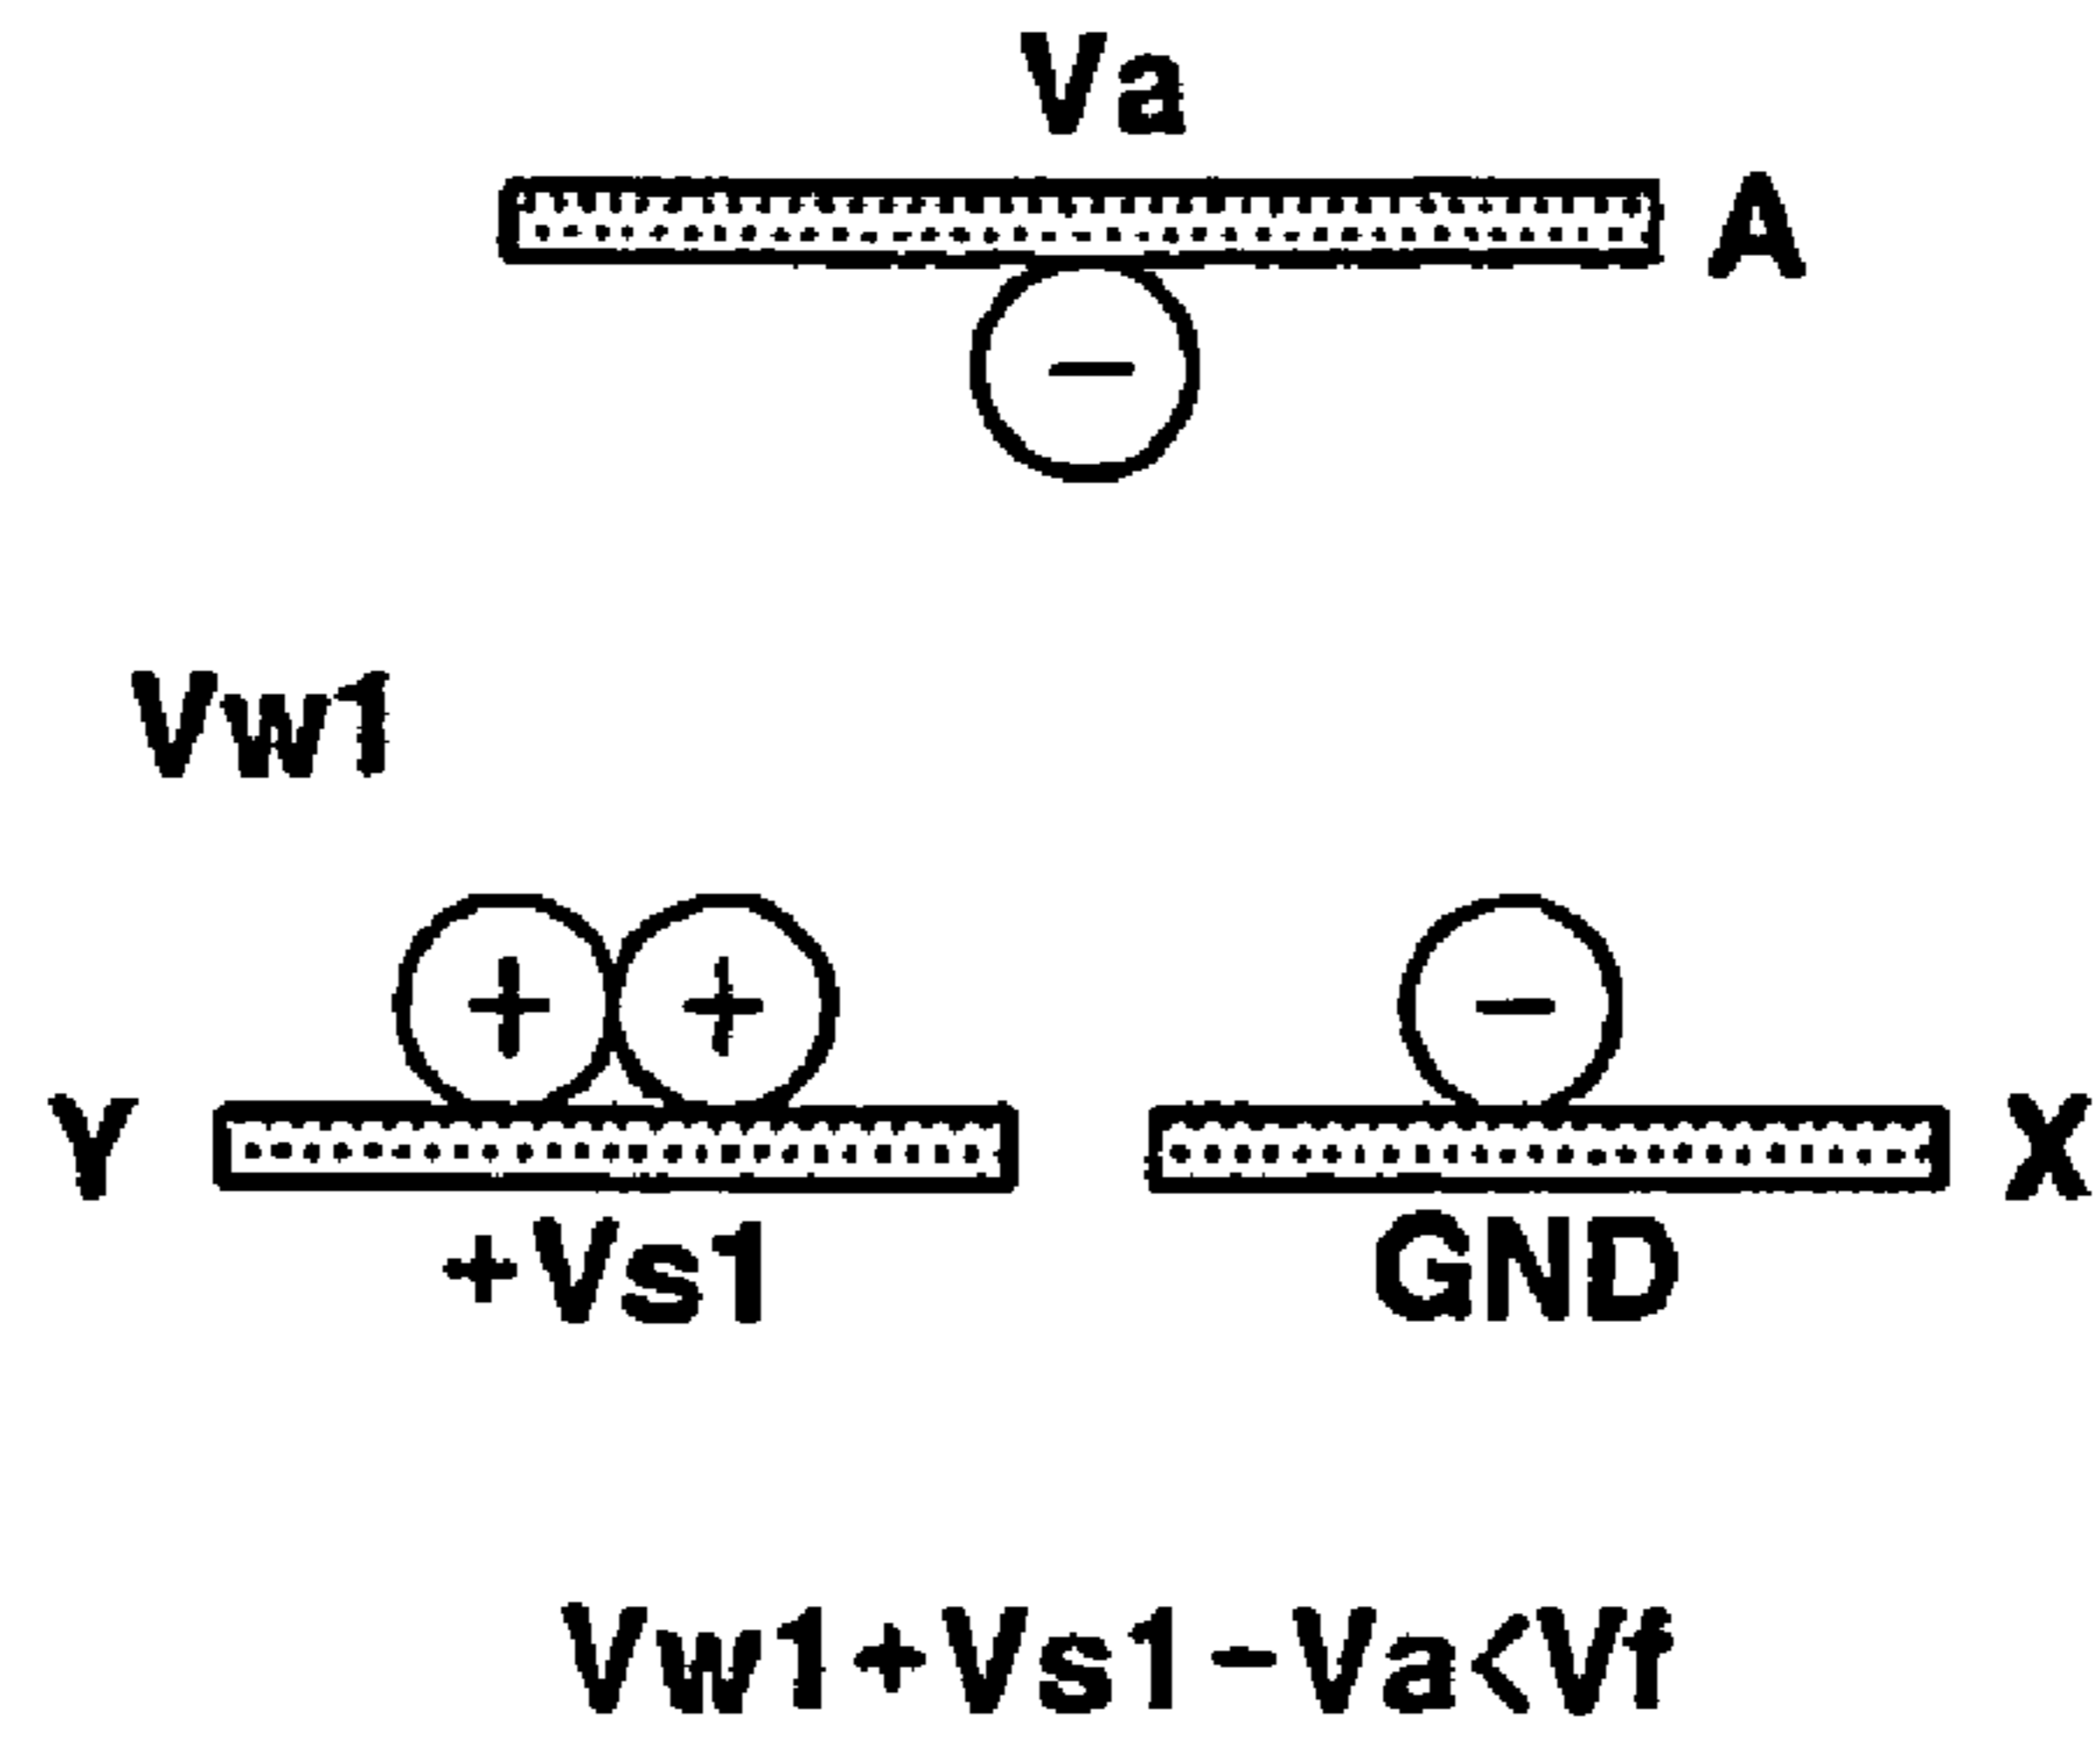 Va
A
−
Vw1
+ + −
Y X
+Vs1 GND
Vw1+Vs1−Va<Vf